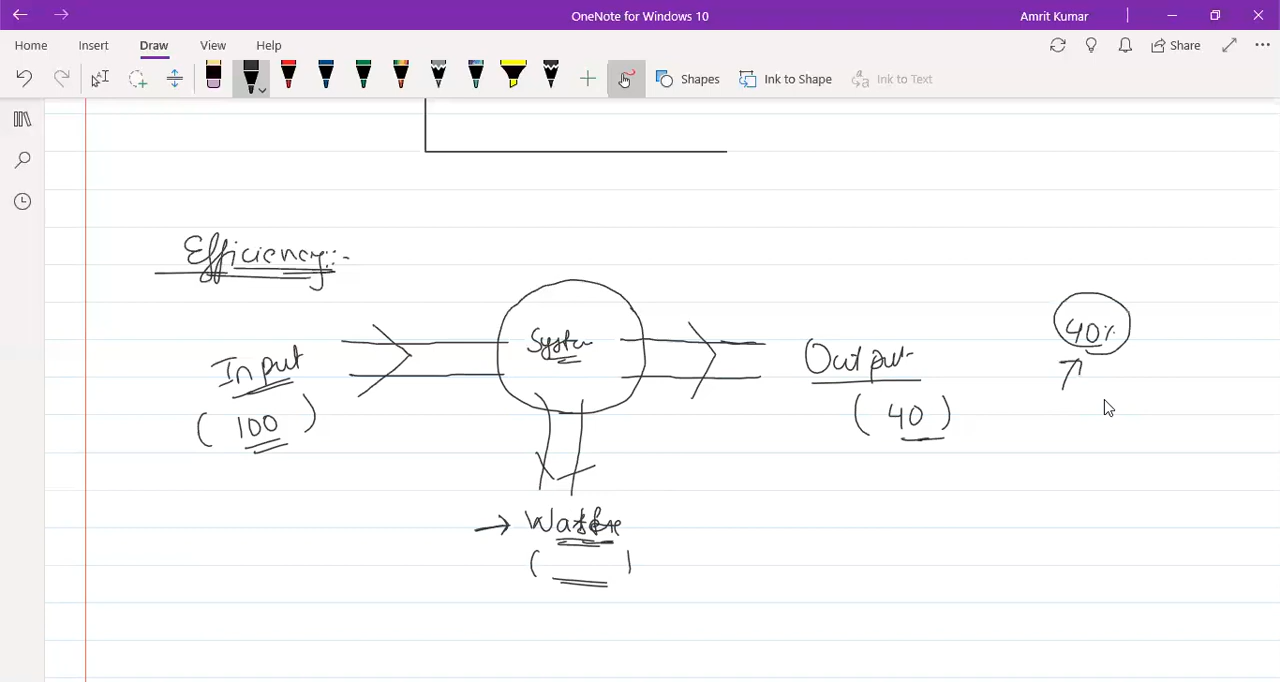 OneNote for Windows 10
Amrit Kumar
Home Insert Draw View Help
Share
Shapes Ink to Shape Ink to Text
Efficiency:-
Input
(100)
System
Output
(40)
40%
( )